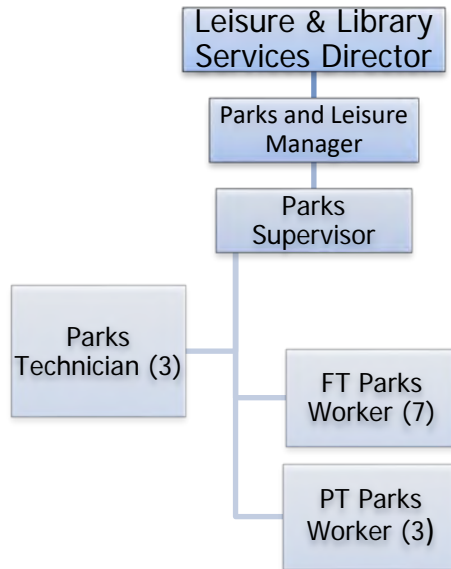 Leisure & Library
Services Director
Parks and Leisure
Manager
Parks
Supervisor
Parks
Technician (3)
FT Parks
Worker (7)
PT Parks
Worker (3)